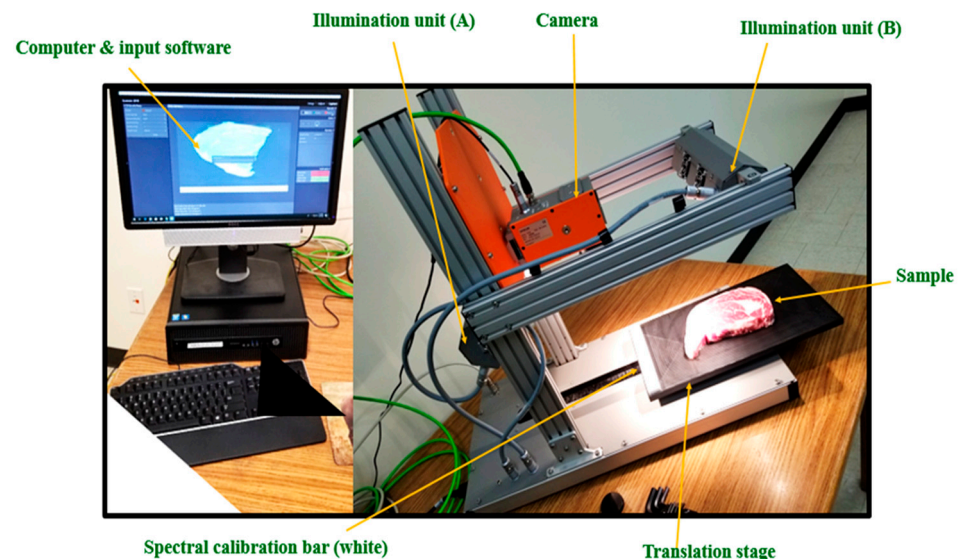 Illumination unit (A)
Camera
Illumination unit (B)
Computer & input software
Sample
Spectral calibration bar (white)
Translation stage